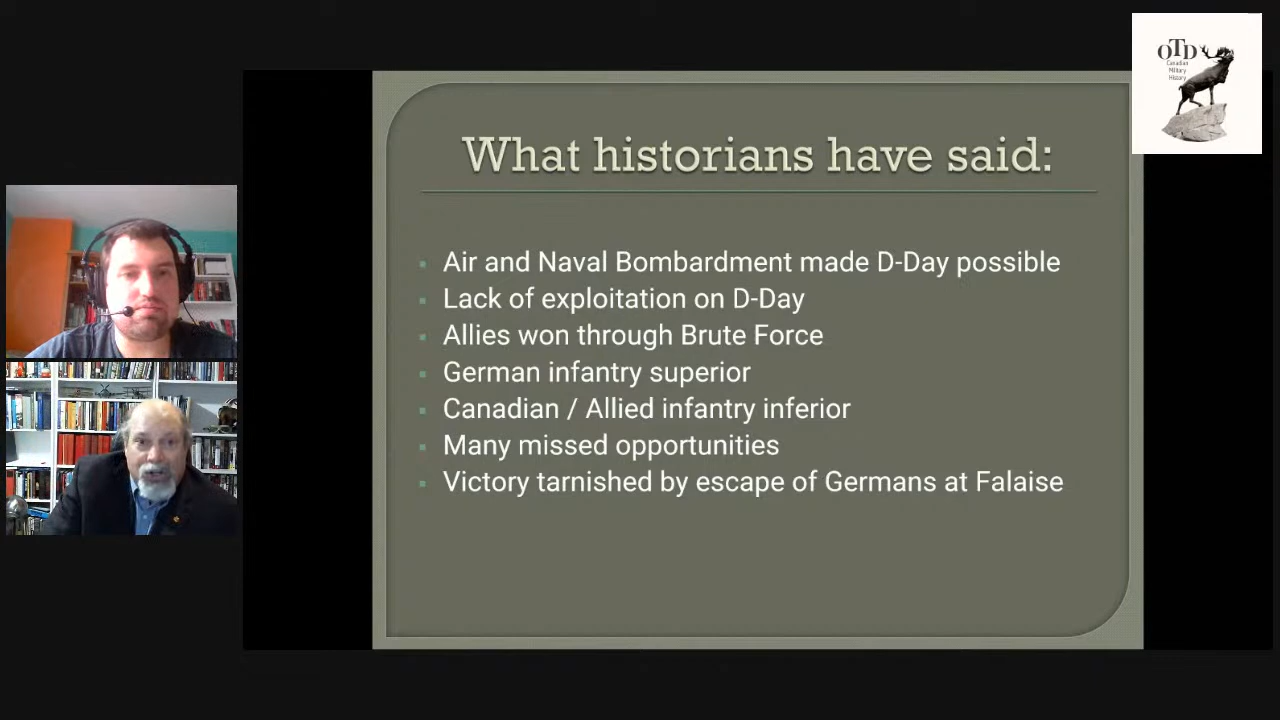 OTD
Canadian
Military
History
What historians have said:
Air and Naval Bombardment made D-Day possible
Lack of exploitation on D-Day
Allies won through Brute Force
German infantry superior
Canadian / Allied infantry inferior
Many missed opportunities
Victory tarnished by escape of Germans at Falaise